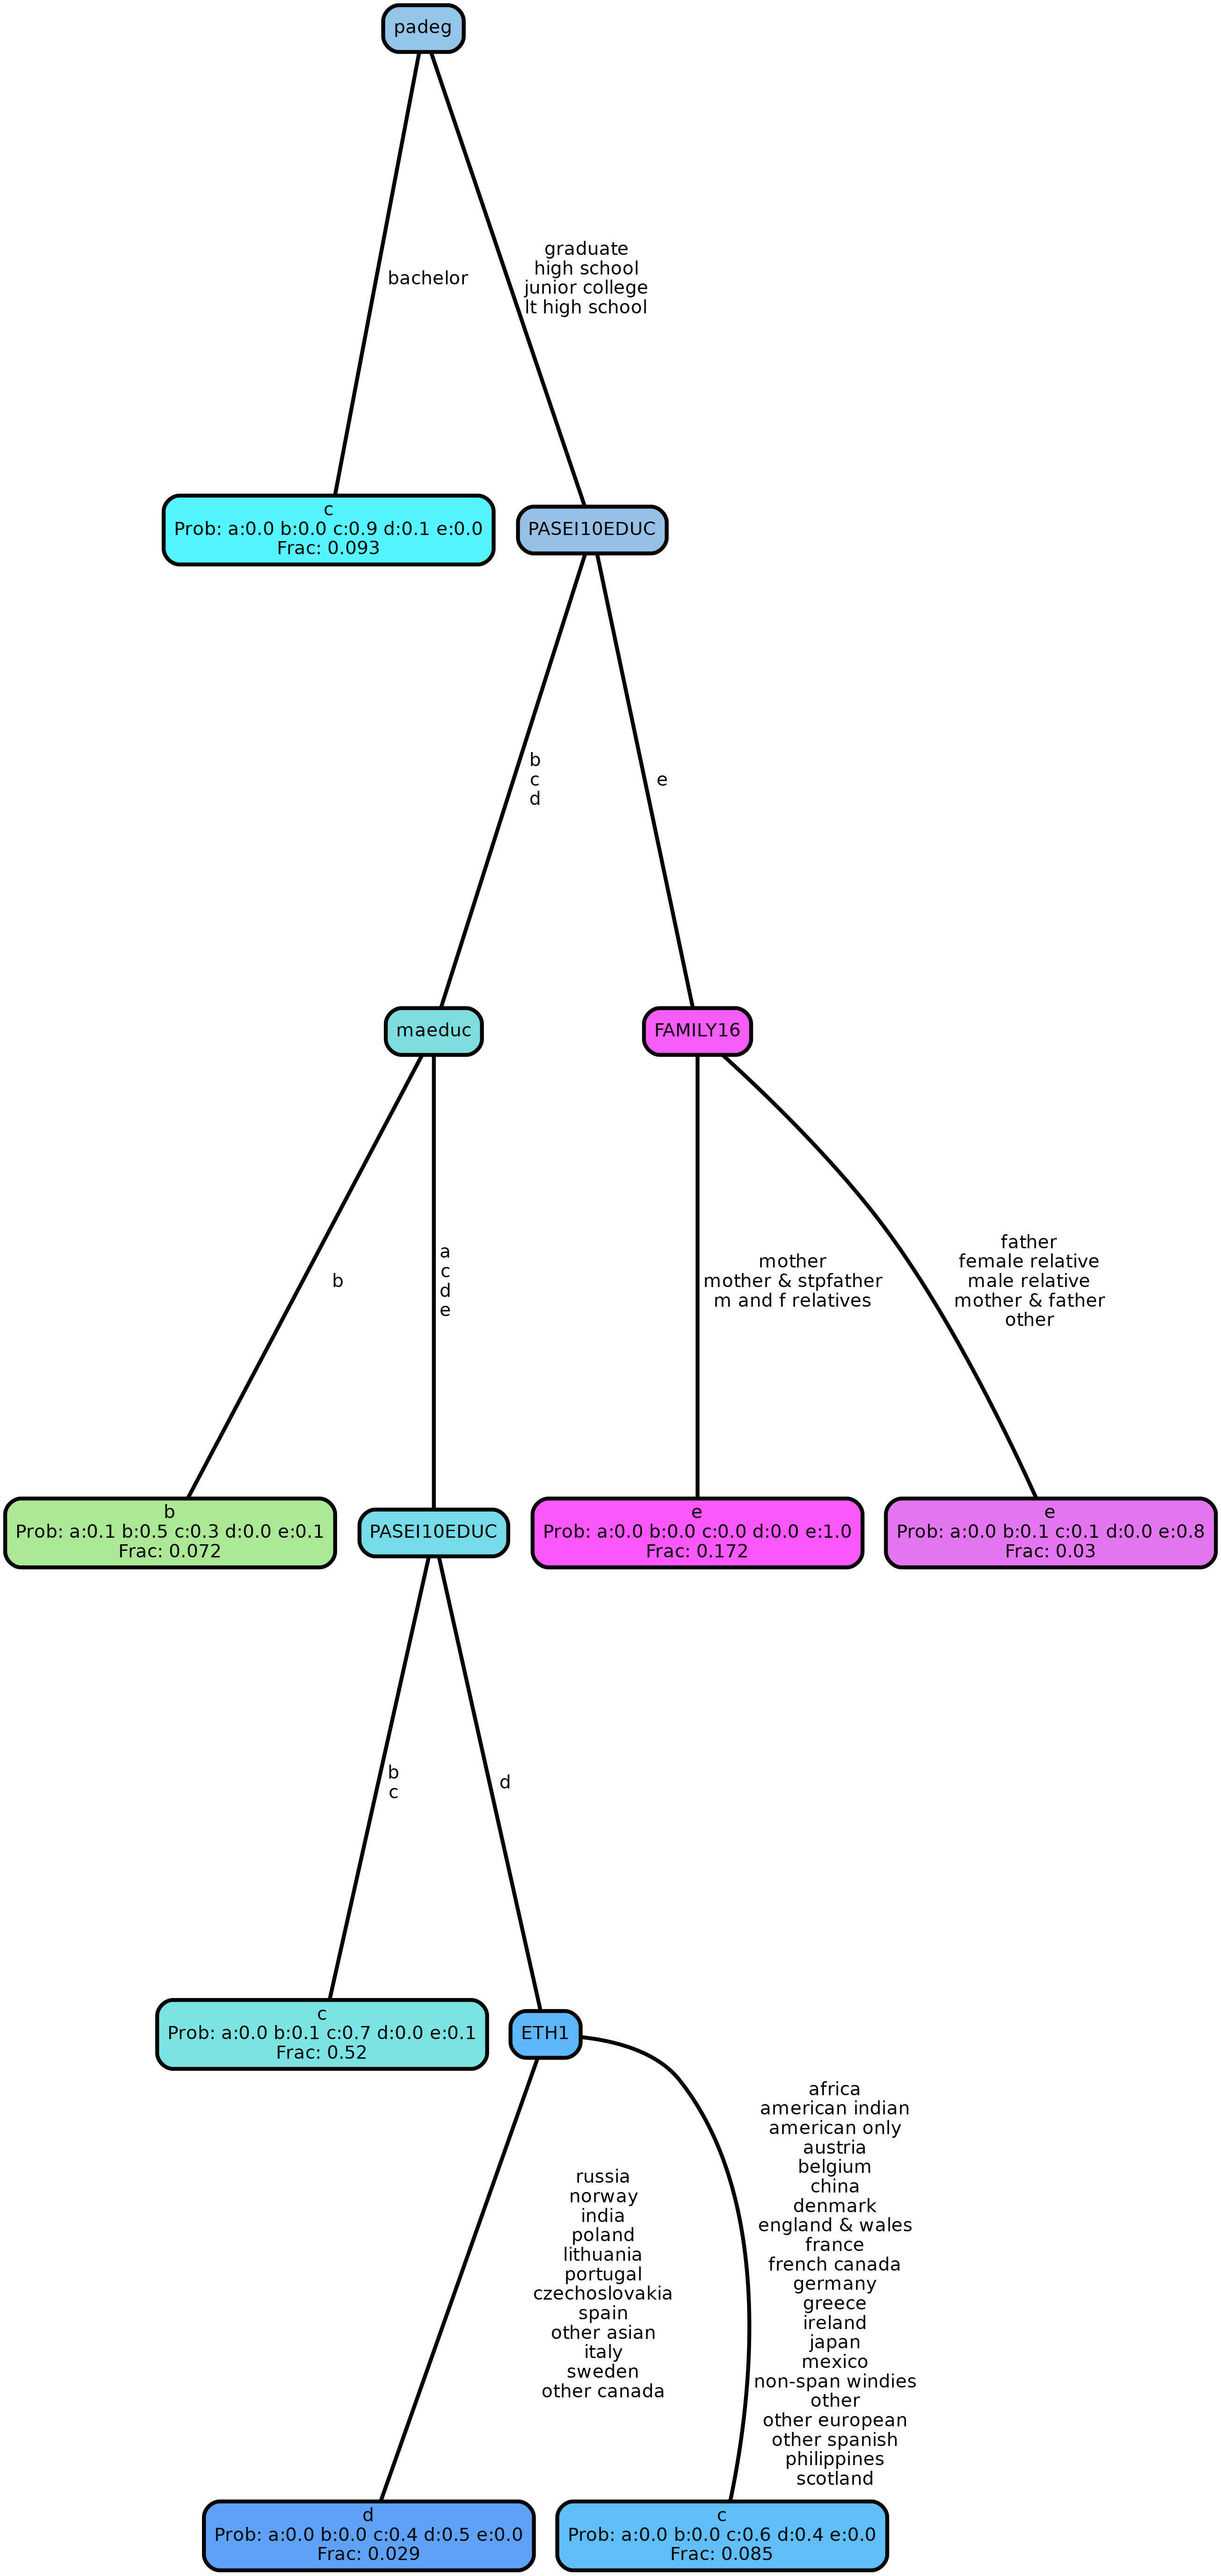 padeg
bachelor
graduate
high school
junior college
lt high school
c
Prob: a:0.0 b:0.0 c:0.9 d:0.1 e:0.0
Frac: 0.093
PASEI10EDUC
b
c
d
e
maeduc
FAMILY16
b
a
c
d
e
mother
mother & stpfather
m and f relatives
father
female relative
male relative
mother & father
other
b
Prob: a:0.1 b:0.5 c:0.3 d:0.0 e:0.1
Frac: 0.072
PASEI10EDUC
e
Prob: a:0.0 b:0.0 c:0.0 d:0.0 e:1.0
Frac: 0.172
e
Prob: a:0.0 b:0.1 c:0.1 d:0.0 e:0.8
Frac: 0.03
b
c
d
c
Prob: a:0.0 b:0.1 c:0.7 d:0.0 e:0.1
Frac: 0.52
ETH1
russia
norway
india
poland
lithuania
portugal
czechoslovakia
spain
other asian
italy
sweden
other canada
africa
american indian
american only
austria
belgium
china
denmark
england & wales
france
french canada
germany
greece
ireland
japan
mexico
non-span windies
other
other european
other spanish
philippines
scotland
d
Prob: a:0.0 b:0.0 c:0.4 d:0.5 e:0.0
Frac: 0.029
c
Prob: a:0.0 b:0.0 c:0.6 d:0.4 e:0.0
Frac: 0.085